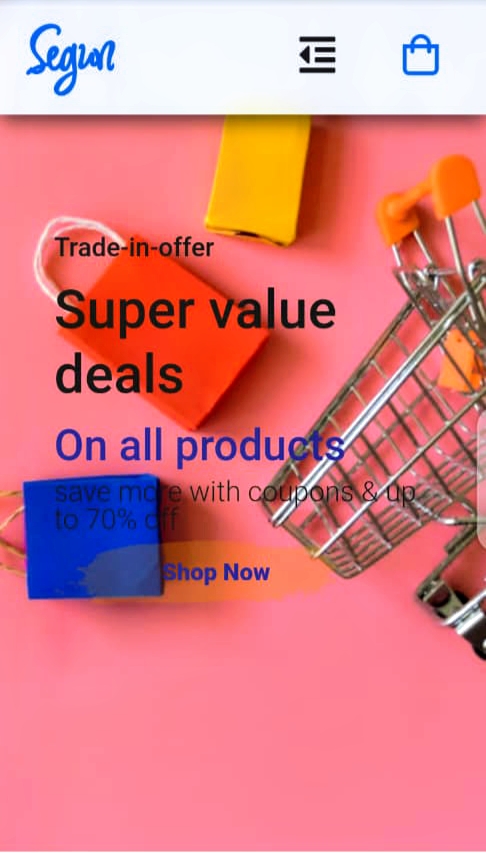 Segun
Trade-in-offer
Super value
deals
On all products
save more with coupons & up
to 70% off
Shop Now